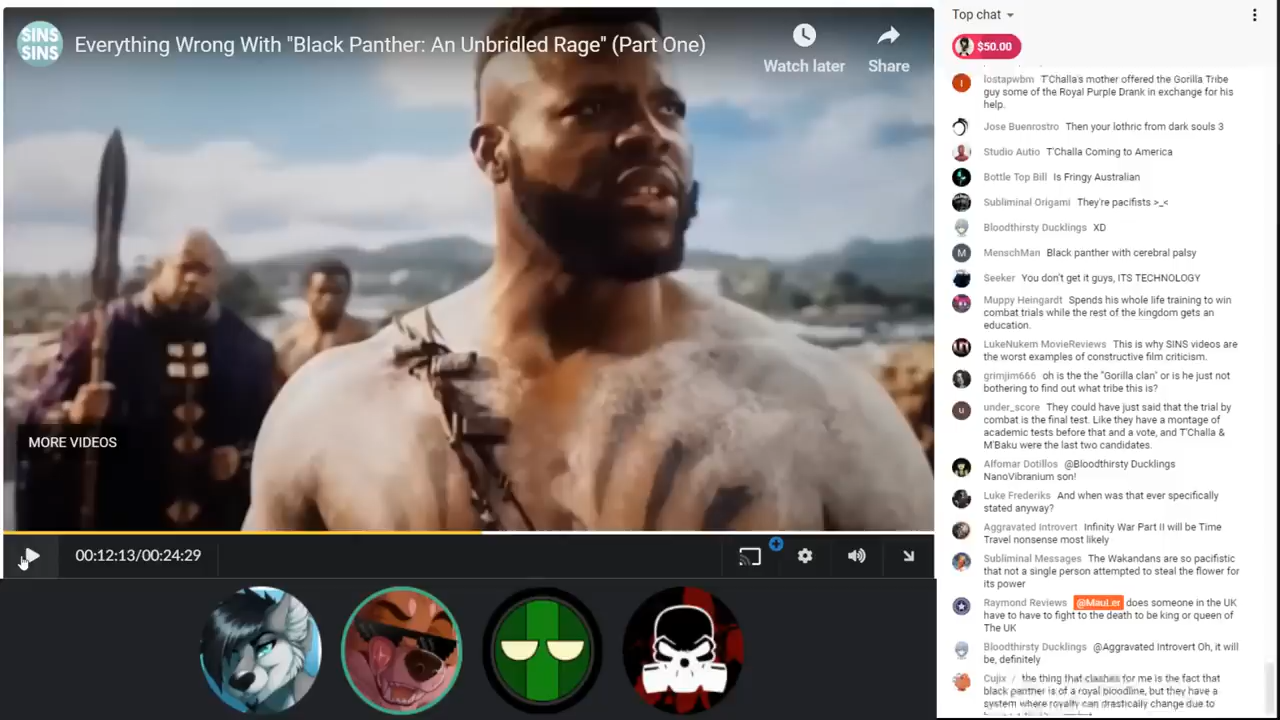 SINS
SINS
Everything Wrong With "Black Panther: An Unbridled Rage" (Part One)
Watch later
Share
MORE VIDEOS
00:12:13/00:24:29
Top chat
$50.00
lostapwbm T'Challa's mother offered the Gorilla Tribe
guy some of the Royal Purple Drank in exchange for his
help.
Jose Buenrostro Then your lothric from dark souls 3
Studio Autio T'Challa Coming to America
Bottle Top Bill Is Fringy Australian
Subliminal Origami They're pacifists >_<
Bloodthirsty Ducklings XD
M
MenschMan Black panther with cerebral palsy
Seeker You don't get it guys, ITS TECHNOLOGY
Muppy Heingardt Spends his whole life training to win
combat trials while the rest of the kingdom gets an
education.
LukeNukem MovieReviews This is why SINS videos are
the worst examples of constructive film criticism.
grimjim666 oh is the the "Gorilla clan" or is he just not
bothering to find out what tribe this is?
u
under_score They could have just said that the trial by
combat is the final test. Like they have a montage of
academic tests before that and a vote, and T'Challa &
M'Baku were the last two candidates.
Alfomar Dotillos @Bloodthirsty Ducklings
NanoVibranium son!
Luke Frederiks And when was that ever specifically
stated anyway?
Aggravated Introvert Infinity War Part II will be Time
Travel nonsense most likely
Subliminal Messages The Wakandans are so pacifistic
that not a single person attempted to steal the flower for
its power
Raymond Reviews @MauLer does someone in the UK
have to have to fight to the death to be king or queen of
The UK
Bloodthirsty Ducklings @Aggravated Introvert Oh, it will
be, definitely
Cujix / the thing that clashes for me is the fact that
black panther is of a royal bloodline, but they have a
system where royalty can drastically change due to